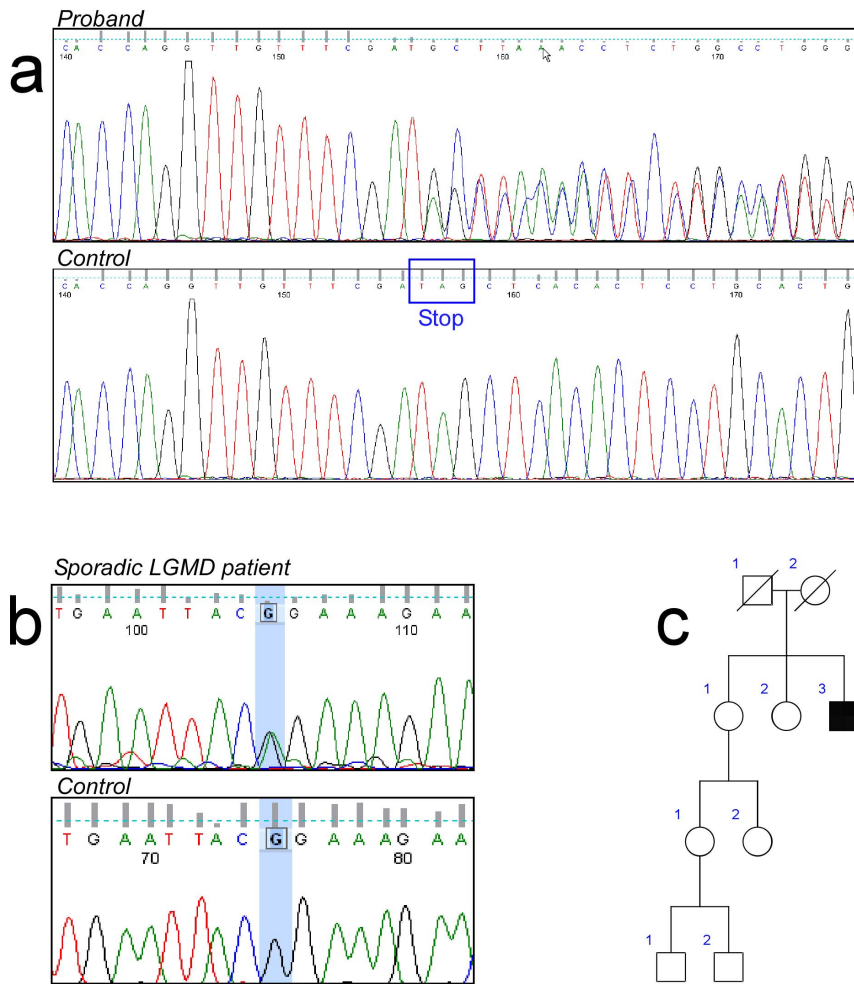 Proband
C A C C A G G T T G T T T C G A T G C T T A A A C C T C T G G C C T G G G
140 150 160 170
a
Control
C A C C A G G T T G T T T C G A T A G C T C A C A C T C C T G C A C T G
140 150 160 170
Stop
Sporadic LGMD patient
b
T G A A T T A C G G A A A G A A
100 110
Control
T G A A T T A C G G A A A G A A
70 80
c
1 2
1 2 3
1 2
1 2